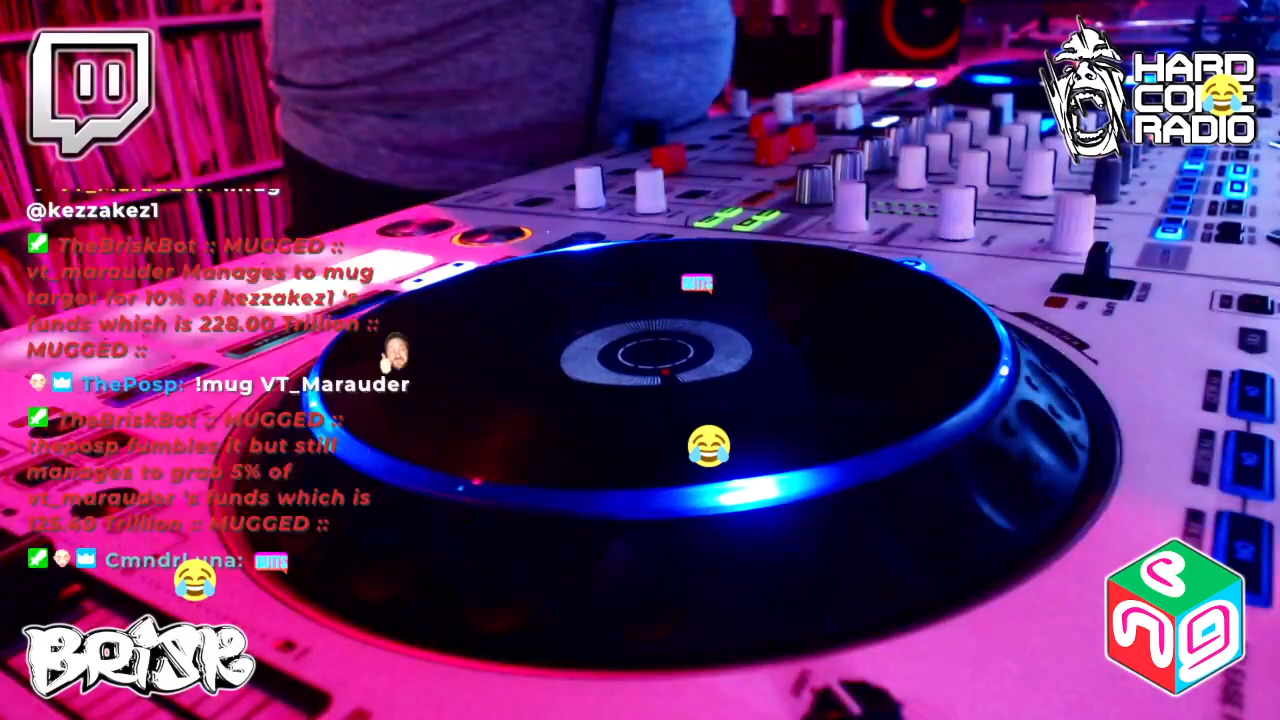 HARD
CORE
RADIO
VT_Marauder: !mug
@kezzakez1
TheBriskBot :: MUGGED ::
vt_marauder Manages to mug
target for 10% of kezzakez1 's
funds which is 228.00 Trillion ::
MUGGED ::
ThePosp: !mug VT_Marauder
TheBriskBot :: MUGGED ::
theposp fumbles it but still
manages to grab 5% of
vt_marauder 's funds which is
125.40 Trillion :: MUGGED ::
CmndrLuna:
BRISK